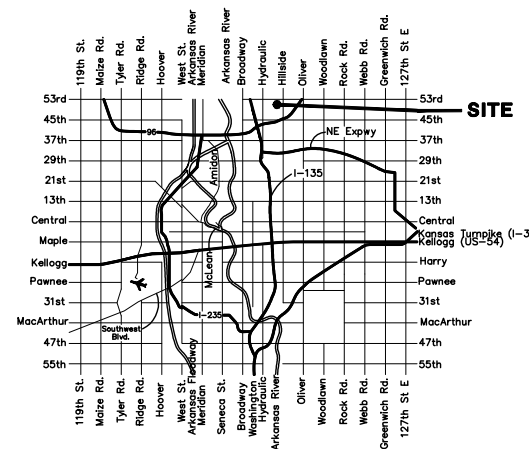 119th St.
Maize Rd.
Tyler Rd.
Ridge Rd.
Hoover
West St.
Arkansas River
Meridian
Arkansas River
Broadway
Hydraulic
Hillside
Oliver
Woodlawn
Rock Rd.
Webb Rd.
Greenwich Rd.
127th St E
53rd
53rd
SITE
45th
45th
96
NE Expwy
37th
37th
29th
29th
Amidon
I-135
21st
21st
13th
13th
Central
Central
Kansas Turnpike (I-3
Maple
Kellogg (US-54)
McLean
Kellogg
Harry
Pawnee
Pawnee
31st
31st
I-235
MacArthur
MacArthur
Southwest
Blvd.
47th
47th
55th
55th
119th St.
Maize Rd.
Tyler Rd.
Ridge Rd.
Hoover
West St.
Arkansas Floodway
Meridian
Seneca St.
Broadway
Washington
Hydraulic
Arkansas River
Oliver
Woodlawn
Rock Rd.
Webb Rd.
Greenwich Rd.
127th St E